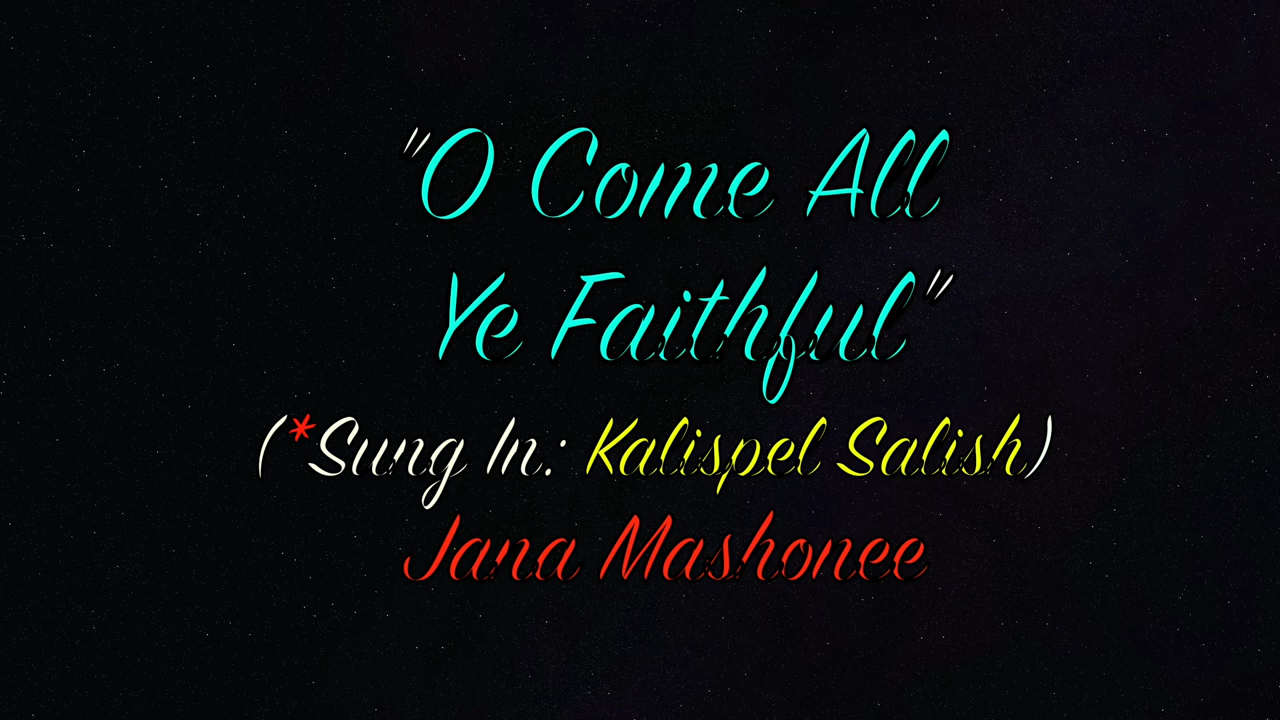 "O Come All
Ye Faithful"
(*Sung In: Kalispel Salish)
Jana Mashonee